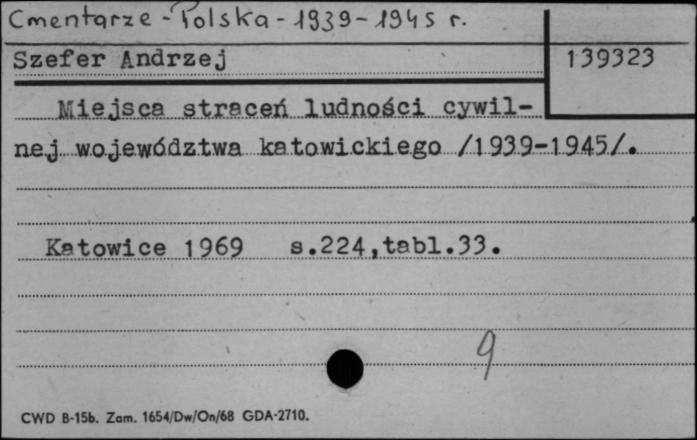 Cmentarze - Polska - 1939 - 1945 r.
Szefer Andrzej
139323
Miejsca straceń ludności cywil-
nej województwa katowickiego /1939-1945/.
Katowice 1969 s.224,tabl.33.
9
CWD B-15b. Zam. 1654/Dw/On/68 GDA-2710.